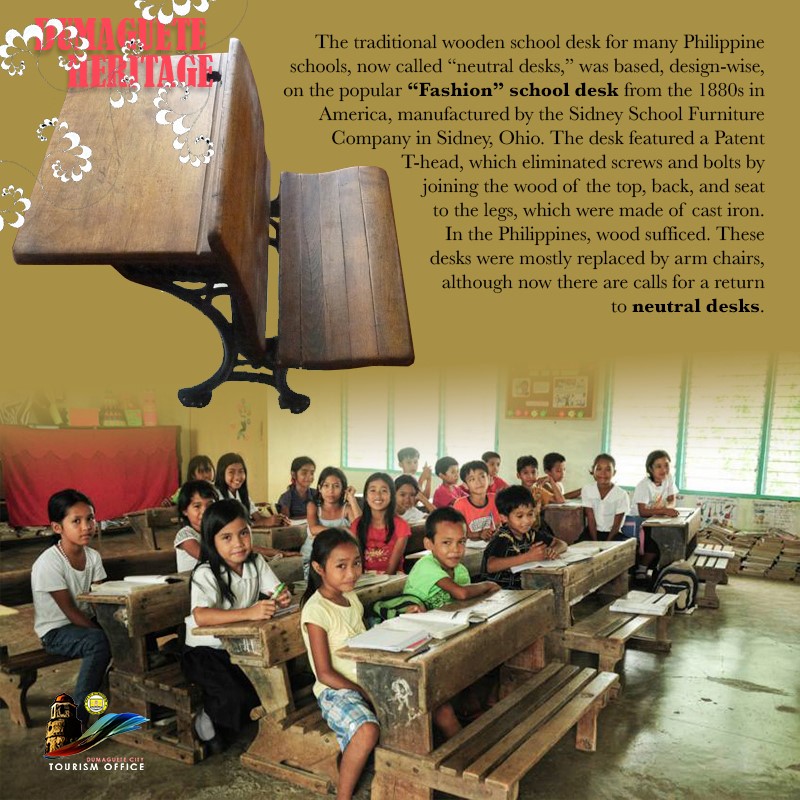 DUMAGUETE
HERITAGE
The traditional wooden school desk for many Philippine
schools, now called “neutral desks,” was based, design-wise,
on the popular “Fashion” school desk from the 1880s in
America, manufactured by the Sidney School Furniture
Company in Sidney, Ohio. The desk featured a Patent
T-head, which eliminated screws and bolts by
joining the wood of the top, back, and seat
to the legs, which were made of cast iron.
In the Philippines, wood sufficed. These
desks were mostly replaced by arm chairs,
although now there are calls for a return
to neutral desks.
DUMAGUETE CITY
TOURISM OFFICE